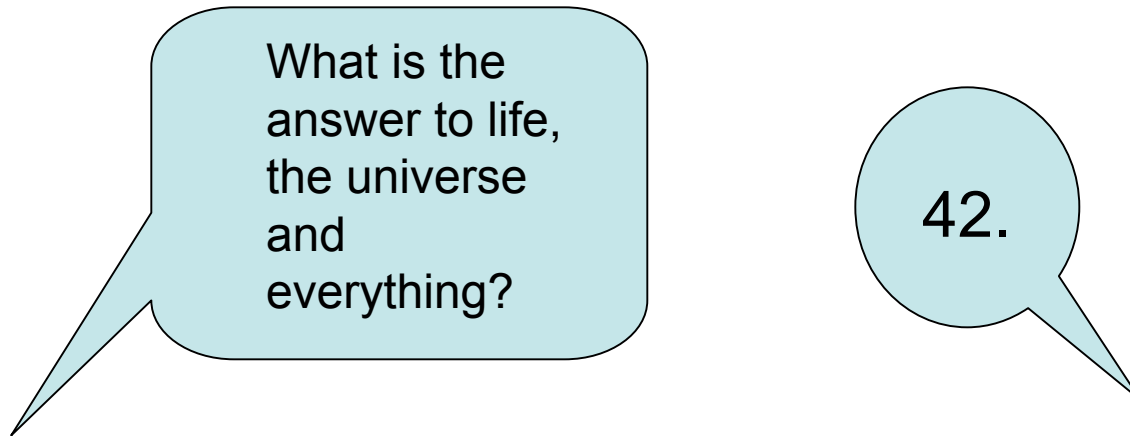 What is the
answer to life,
the universe
and
everything?
42.